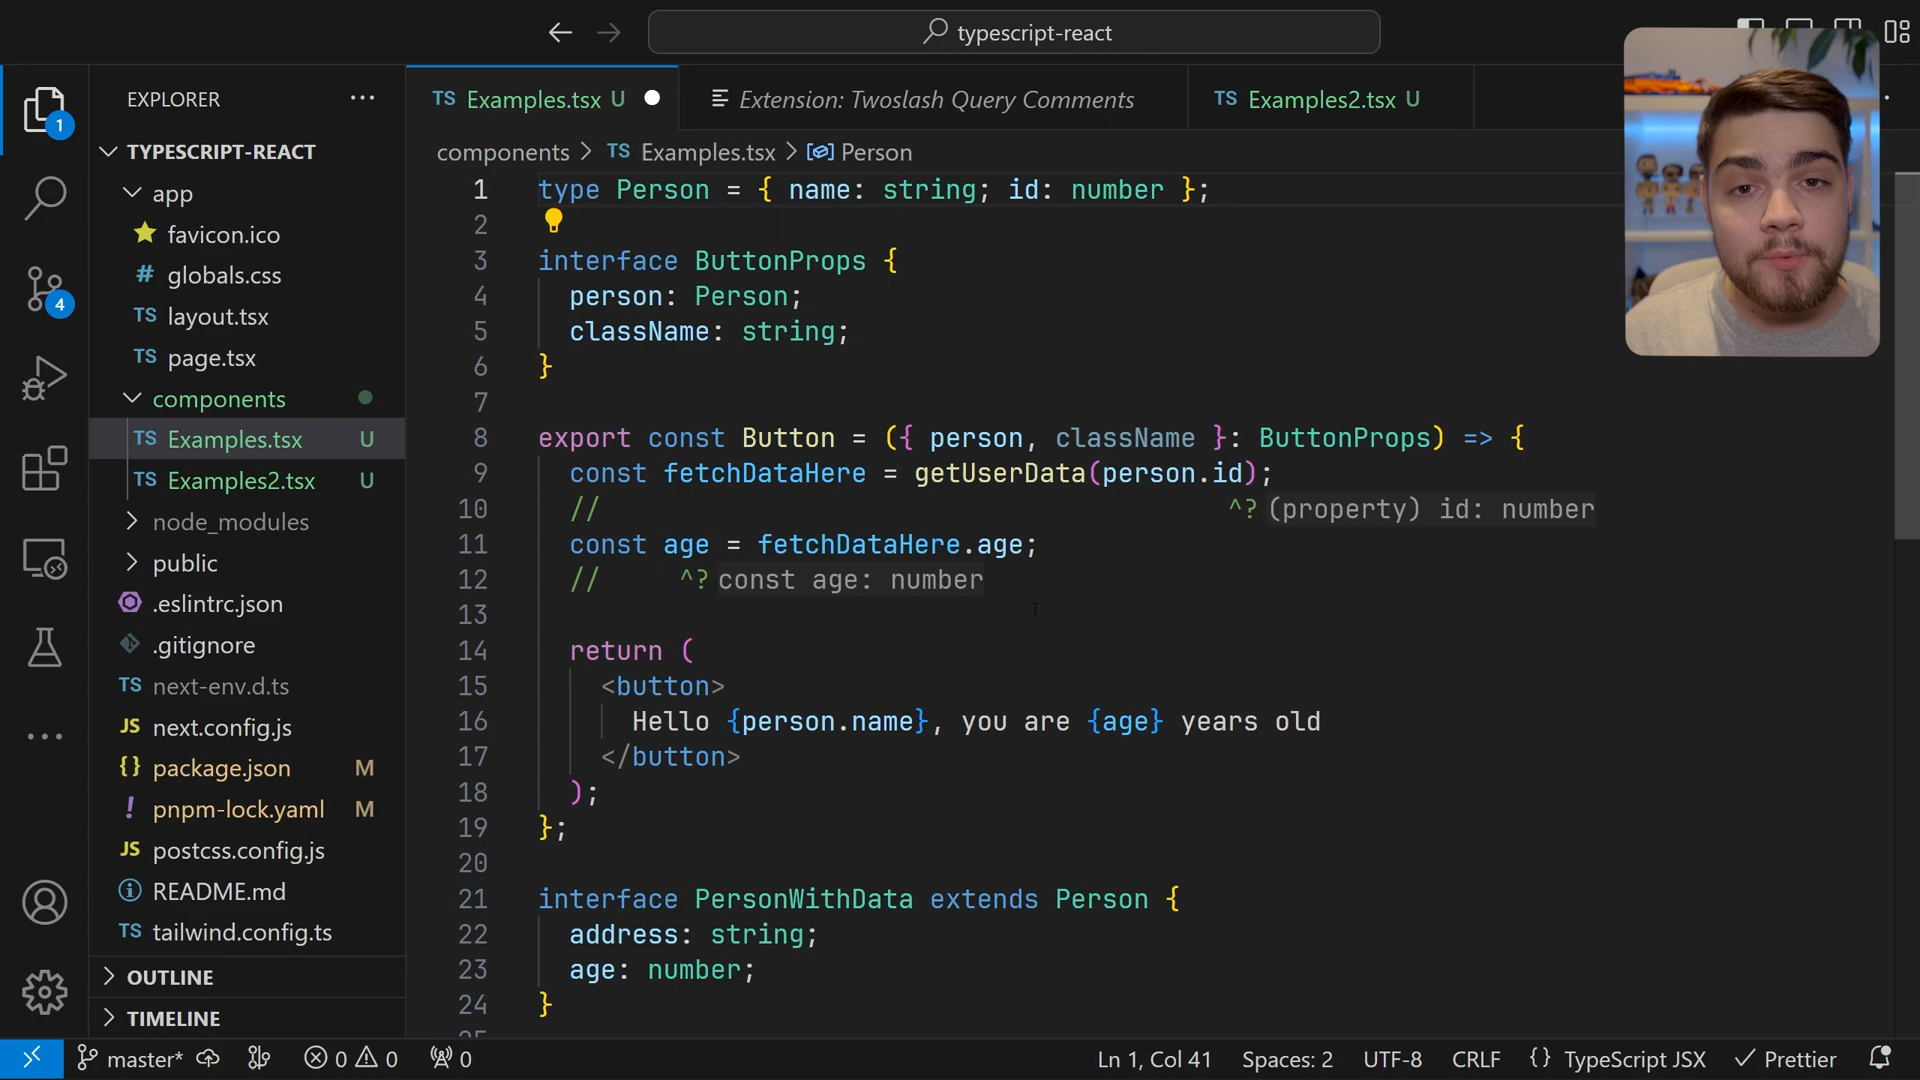 typescript-react
EXPLORER ...
TS Examples.tsx U
Extension: Twoslash Query Comments
TS Examples2.tsx U
1
TYPESCRIPT-REACT
components > TS Examples.tsx > Person
app
favicon.ico
# globals.css
TS layout.tsx
TS page.tsx
components
TS Examples.tsx U
TS Examples2.tsx U
node_modules
public
.eslintrc.json
.gitignore
TS next-env.d.ts
JS next.config.js
{} package.json M
! pnpm-lock.yaml M
JS postcss.config.js
README.md
TS tailwind.config.ts
OUTLINE
TIMELINE
4
1 type Person = { name: string; id: number };
2
3 interface ButtonProps {
4 person: Person;
5 className: string;
6 }
7
8 export const Button = ({ person, className }: ButtonProps) => {
9 const fetchDataHere = getUserData(person.id);
10 // ^? (property) id: number
11 const age = fetchDataHere.age;
12 // ^? const age: number
13
14 return (
15 <button>
16 Hello {person.name}, you are {age} years old
17 </button>
18 );
19 };
20
21 interface PersonWithData extends Person {
22 address: string;
23 age: number;
24 }
master* 0 0 0
Ln 1, Col 41 Spaces: 2 UTF-8 CRLF {} TypeScript JSX Prettier